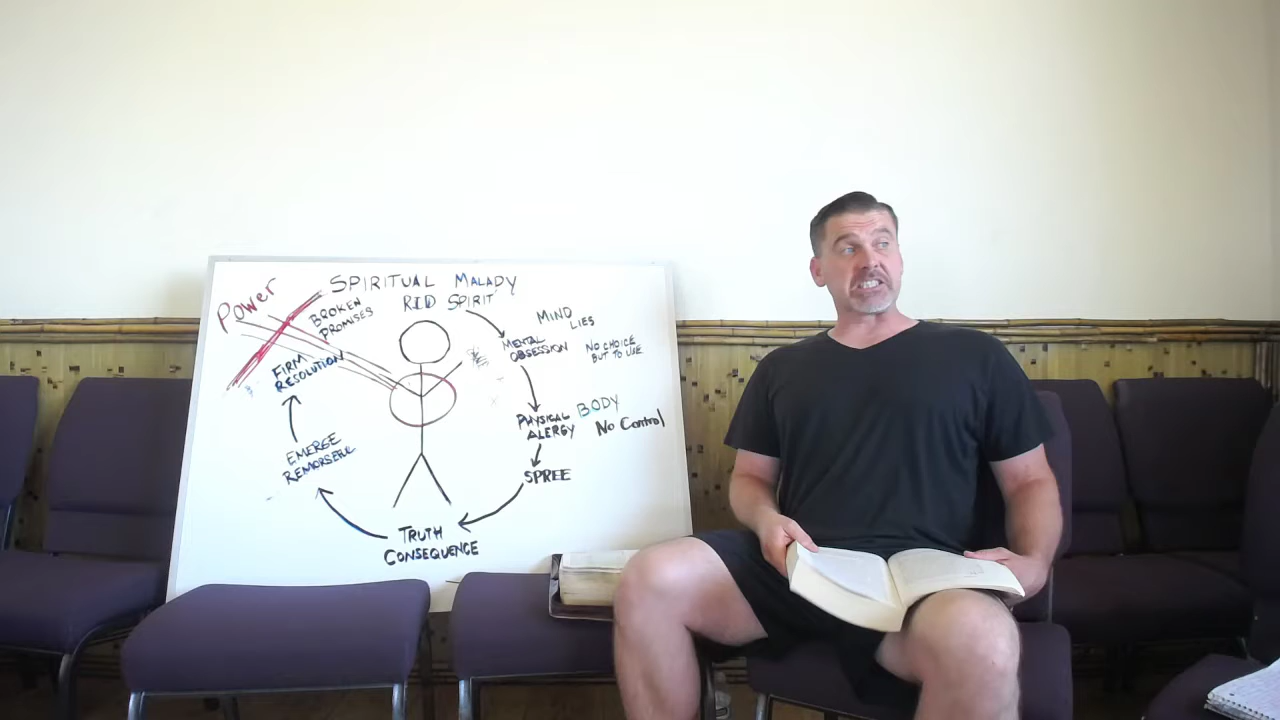 SPIRITUAL MALADY
RID SPIRIT
POWER
BROKEN
PROMISES
MIND
LIES
MENTAL
OBSESSION
NO CHOICE
BUT TO USE
FIRM
RESOLUTION
PHYSICAL
ALERGY
BODY
No Control
EMERGE
REMORSEFUL
SPREE
TRUTH
CONSEQUENCE